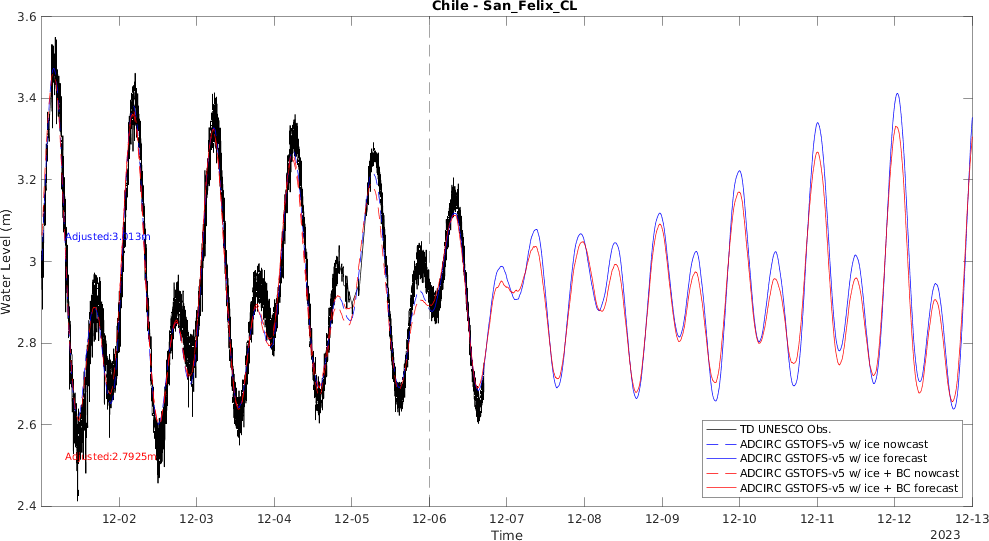 Chile - San_Felix_CL
3.6
3.4
3.2
3
2.8
2.6
2.4
Water Level (m)
Adjusted:3.013m
Adjusted:2.7925m
TD UNESCO Obs.
ADCIRC GSTOFS-v5 w/ ice nowcast
ADCIRC GSTOFS-v5 w/ ice forecast
ADCIRC GSTOFS-v5 w/ ice + BC nowcast
ADCIRC GSTOFS-v5 w/ ice + BC forecast
12-02 12-03 12-04 12-05 12-06 12-07 12-08 12-09 12-10 12-11 12-12 12-13
Time
2023